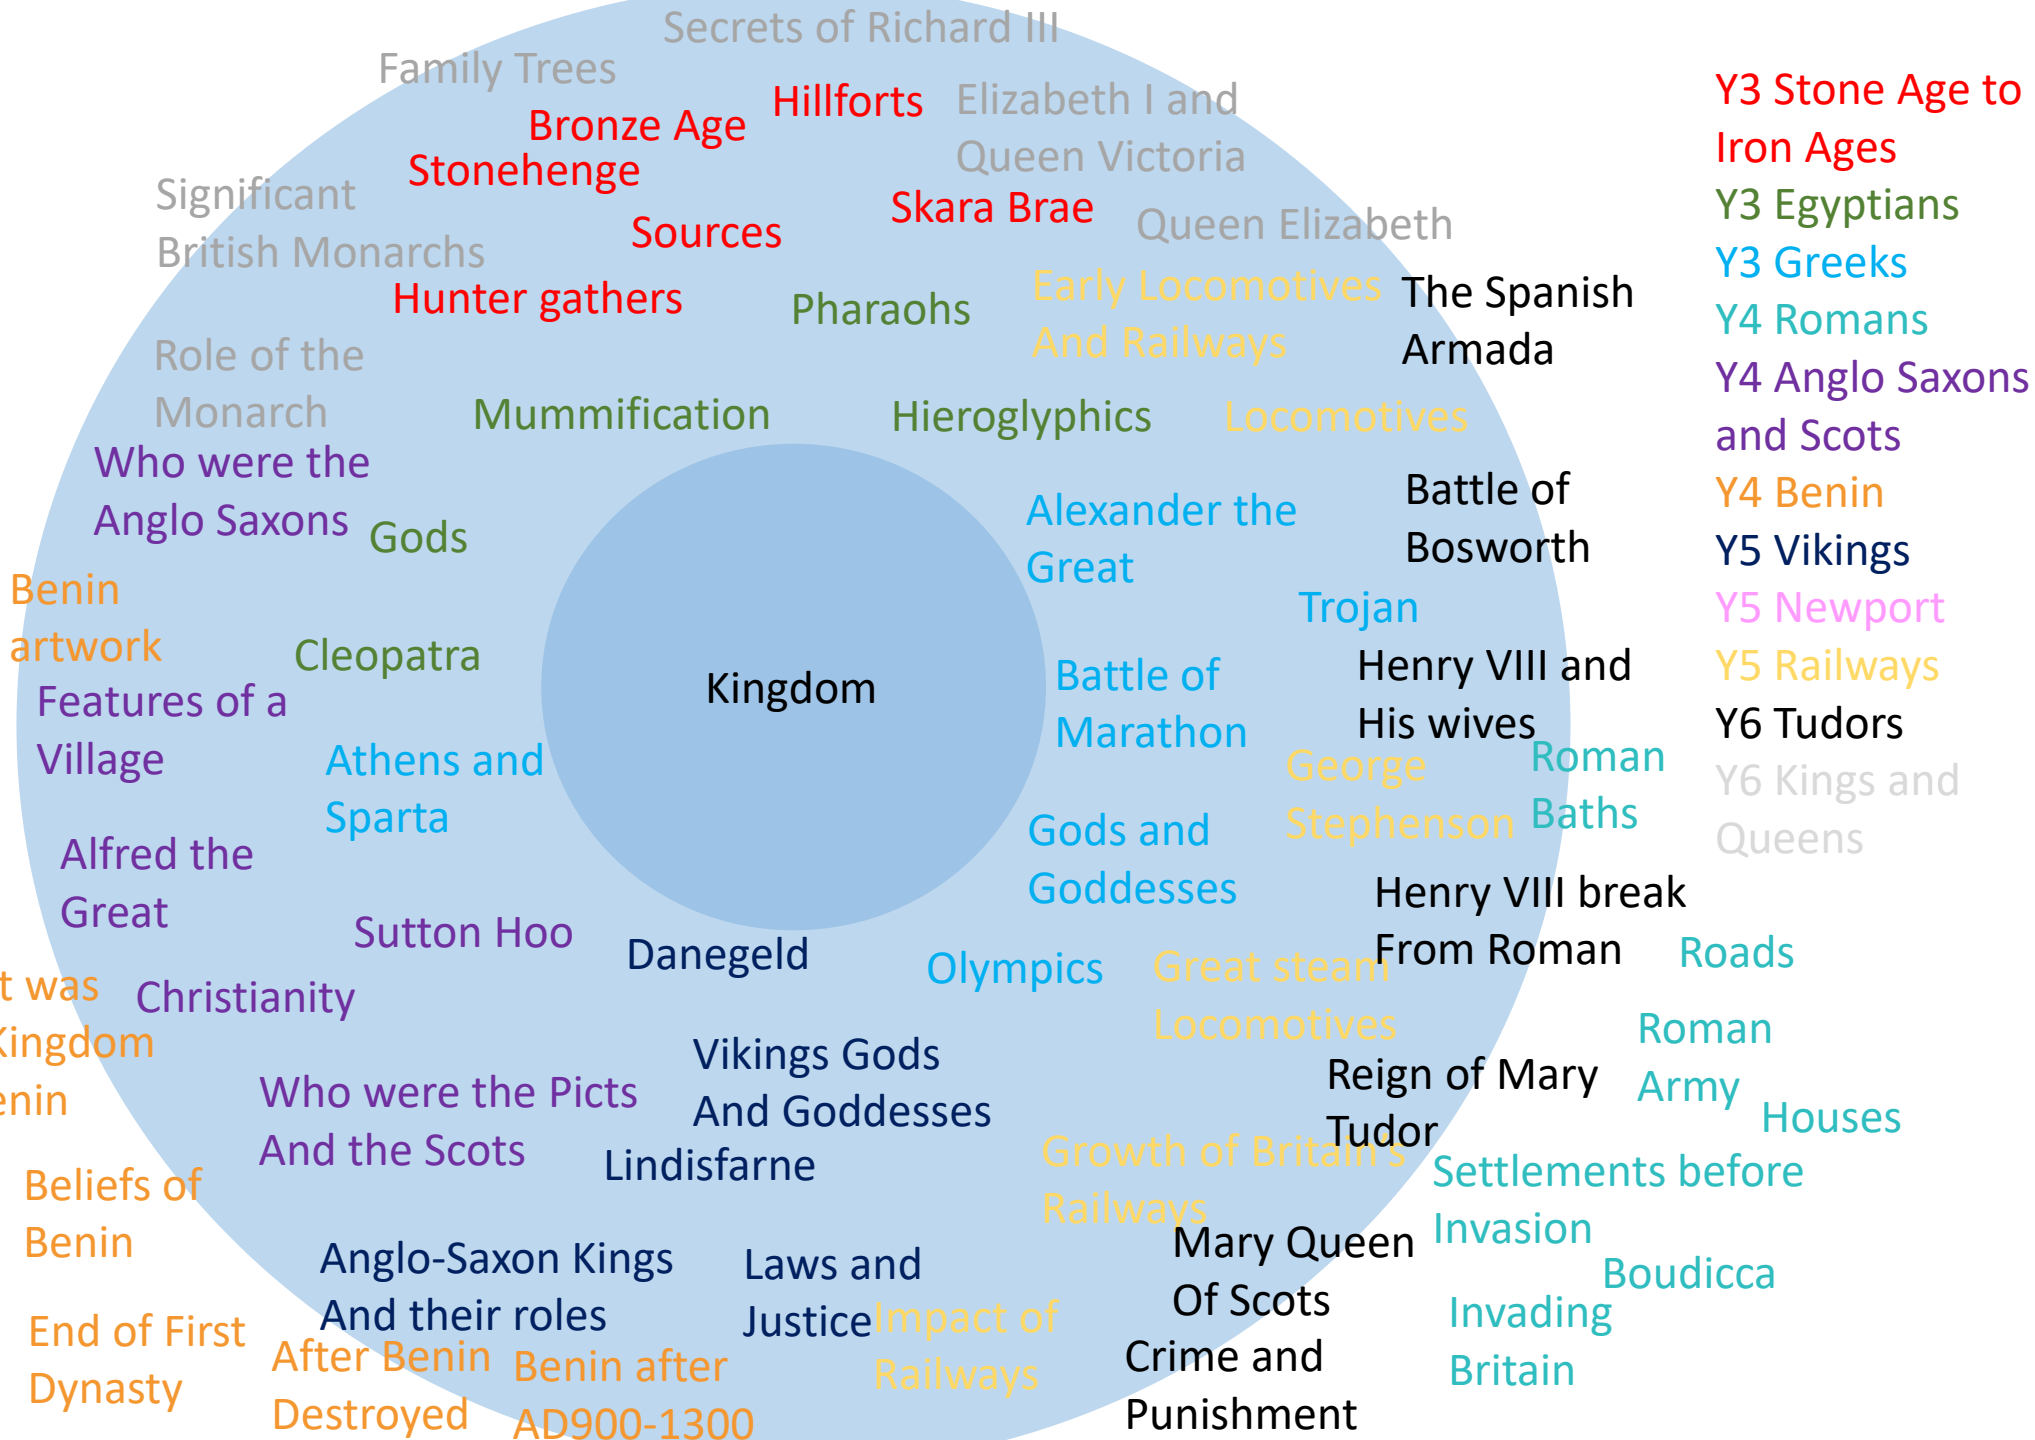 Secrets of Richard III
Family Trees
Hillforts
Elizabeth I and
Queen Victoria
Bronze Age
Stonehenge
Significant
British Monarchs
Sources
Skara Brae
Queen Elizabeth
Hunter gathers
Pharaohs
Early Locomotives
And Railways
The Spanish
Armada
Role of the
Monarch
Mummification
Hieroglyphics
Locomotives
Who were the
Anglo Saxons
Gods
Alexander the
Great
Battle of
Bosworth
Benin
artwork
Cleopatra
Trojan
Kingdom
Battle of
Marathon
Henry VIII and
His wives
Features of a
Village
Athens and
Sparta
George
Stephenson
Roman
Baths
Alfred the
Great
Gods and
Goddesses
Henry VIII break
From Roman
Sutton Hoo
Danegeld
Olympics
Great steam
Locomotives
Roads
t was
Kingdom
enin
Christianity
Vikings Gods
And Goddesses
Roman
Army
Reign of Mary
Tudor
Houses
Who were the Picts
And the Scots
Lindisfarne
Growth of Britain's
Railways
Settlements before
Invasion
Beliefs of
Benin
Anglo-Saxon Kings
And their roles
Laws and
Justice
Mary Queen
Of Scots
Boudicca
Invading
Britain
End of First
Dynasty
After Benin
Destroyed
Benin after
AD900-1300
Impact of
Railways
Crime and
Punishment
Y3 Stone Age to
Iron Ages
Y3 Egyptians
Y3 Greeks
Y4 Romans
Y4 Anglo Saxons
and Scots
Y4 Benin
Y5 Vikings
Y5 Newport
Y5 Railways
Y6 Tudors
Y6 Kings and
Queens